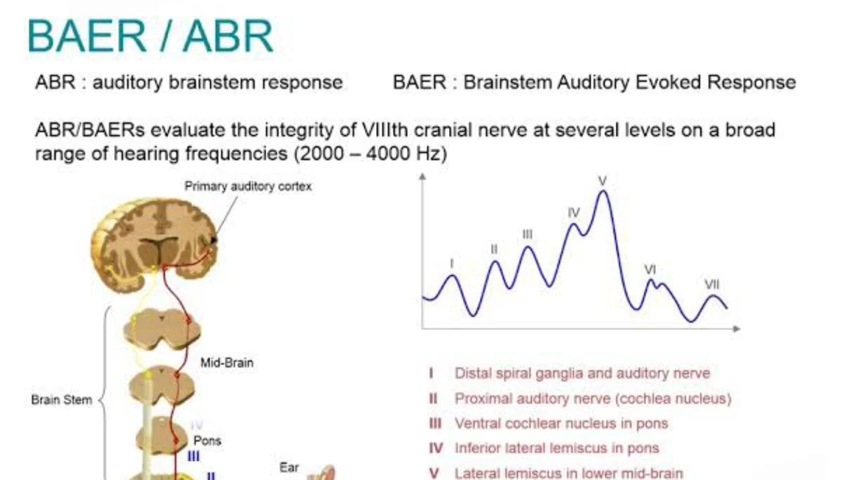 BAER / ABR
ABR : auditory brainstem response
BAER : Brainstem Auditory Evoked Response
ABR/BAERs evaluate the integrity of VIIIth cranial nerve at several levels on a broad
range of hearing frequencies (2000 – 4000 Hz)
Primary auditory cortex
Mid-Brain
Brain Stem
IV
Pons
III
II
Ear
I
II
III
IV
V
VI
VII
I Distal spiral ganglia and auditory nerve
II Proximal auditory nerve (cochlea nucleus)
III Ventral cochlear nucleus in pons
IV Inferior lateral lemiscus in pons
V Lateral lemiscus in lower mid-brain